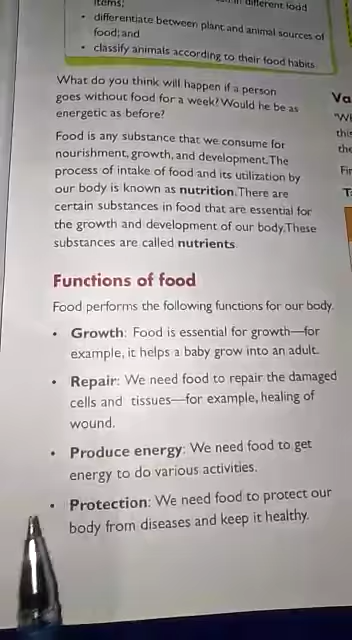 items;
different food
• differentiate between plant and animal sources of
food; and
• classify animals according to their food habits.
What do you think will happen if a person
goes without food for a week? Would he be as
energetic as before?
Food is any substance that we consume for
nourishment, growth, and development. The
process of intake of food and its utilization by
our body is known as nutrition. There are
certain substances in food that are essential for
the growth and development of our body. These
substances are called nutrients.
Functions of food
Food performs the following functions for our body.
• Growth: Food is essential for growth—for
example, it helps a baby grow into an adult.
• Repair: We need food to repair the damaged
cells and tissues—for example, healing of
wound.
• Produce energy: We need food to get
energy to do various activities.
• Protection: We need food to protect our
body from diseases and keep it healthy.
Va
the